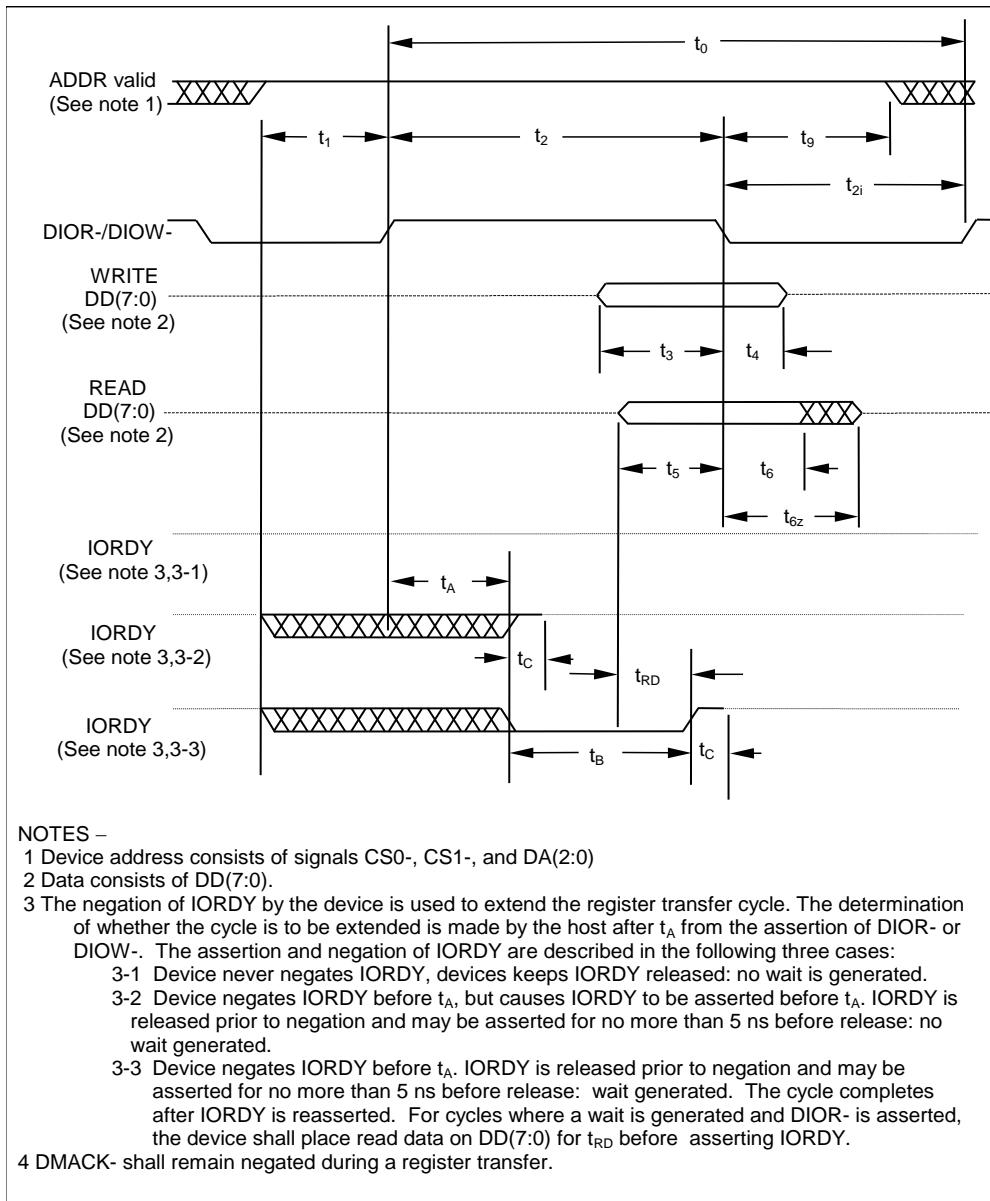 t0
ADDR valid
(See note 1)
t1
t2
t9
t2i
DIOR-/DIOW-
WRITE
DD(7:0)
(See note 2)
t3
t4
READ
DD(7:0)
(See note 2)
t5
t6
t6z
IORDY
(See note 3,3-1)
tA
IORDY
(See note 3,3-2)
tC
tRD
IORDY
(See note 3,3-3)
tB
tC
NOTES –
1 Device address consists of signals CS0-, CS1-, and DA(2:0)
2 Data consists of DD(7:0).
3 The negation of IORDY by the device is used to extend the register transfer cycle. The determination
of whether the cycle is to be extended is made by the host after tA from the assertion of DIOR- or
DIOW-. The assertion and negation of IORDY are described in the following three cases:
3-1 Device never negates IORDY, devices keeps IORDY released: no wait is generated.
3-2 Device negates IORDY before tA, but causes IORDY to be asserted before tA. IORDY is
released prior to negation and may be asserted for no more than 5 ns before release: no
wait generated.
3-3 Device negates IORDY before tA. IORDY is released prior to negation and may be
asserted for no more than 5 ns before release: wait generated. The cycle completes
after IORDY is reasserted. For cycles where a wait is generated and DIOR- is asserted,
the device shall place read data on DD(7:0) for tRD before asserting IORDY.
4 DMACK- shall remain negated during a register transfer.